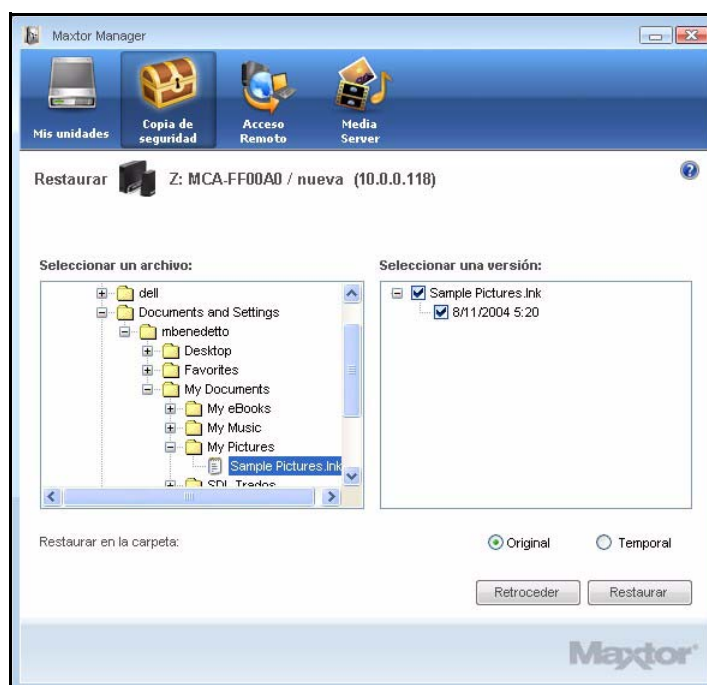 Maxtor Manager
Mis unidades
Copia de
seguridad
Acceso
Remoto
Media
Server
Restaurar Z: MCA-FF00A0 / nueva (10.0.0.118)
Seleccionar un archivo:
dell
Documents and Settings
mbenedetto
Desktop
Favorites
My Documents
My eBooks
My Music
My Pictures
Sample Pictures.lnk
SDL Trados
Seleccionar una versión:
Sample Pictures.lnk
8/11/2004 5:20
Restaurar en la carpeta:
Original
Temporal
Retroceder
Restaurar
Maxtor